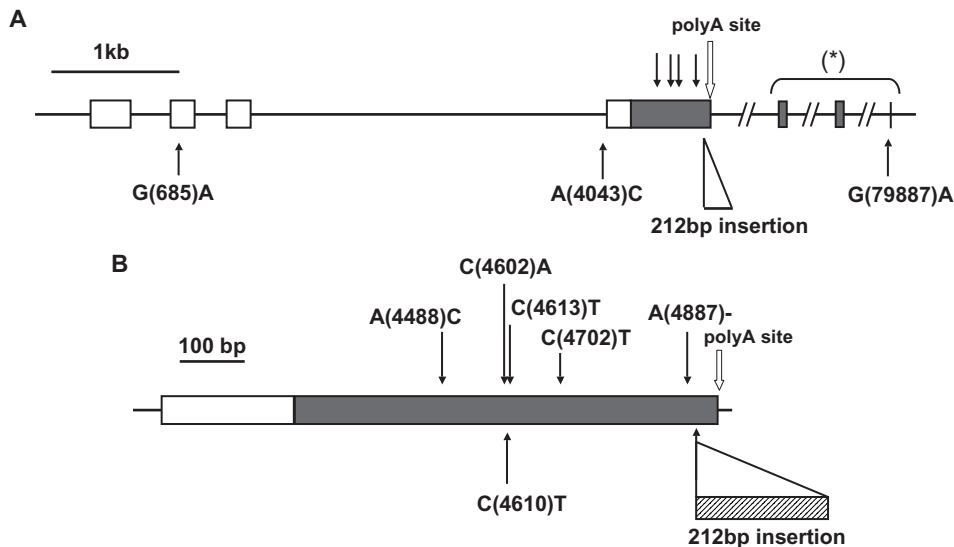 A
polyA site
1kb
(*)
G(685)A
A(4043)C
G(79887)A
212bp insertion
B
C(4602)A
A(4488)C
C(4613)T
A(4887)-
C(4702)T
polyA site
100 bp
C(4610)T
212bp insertion